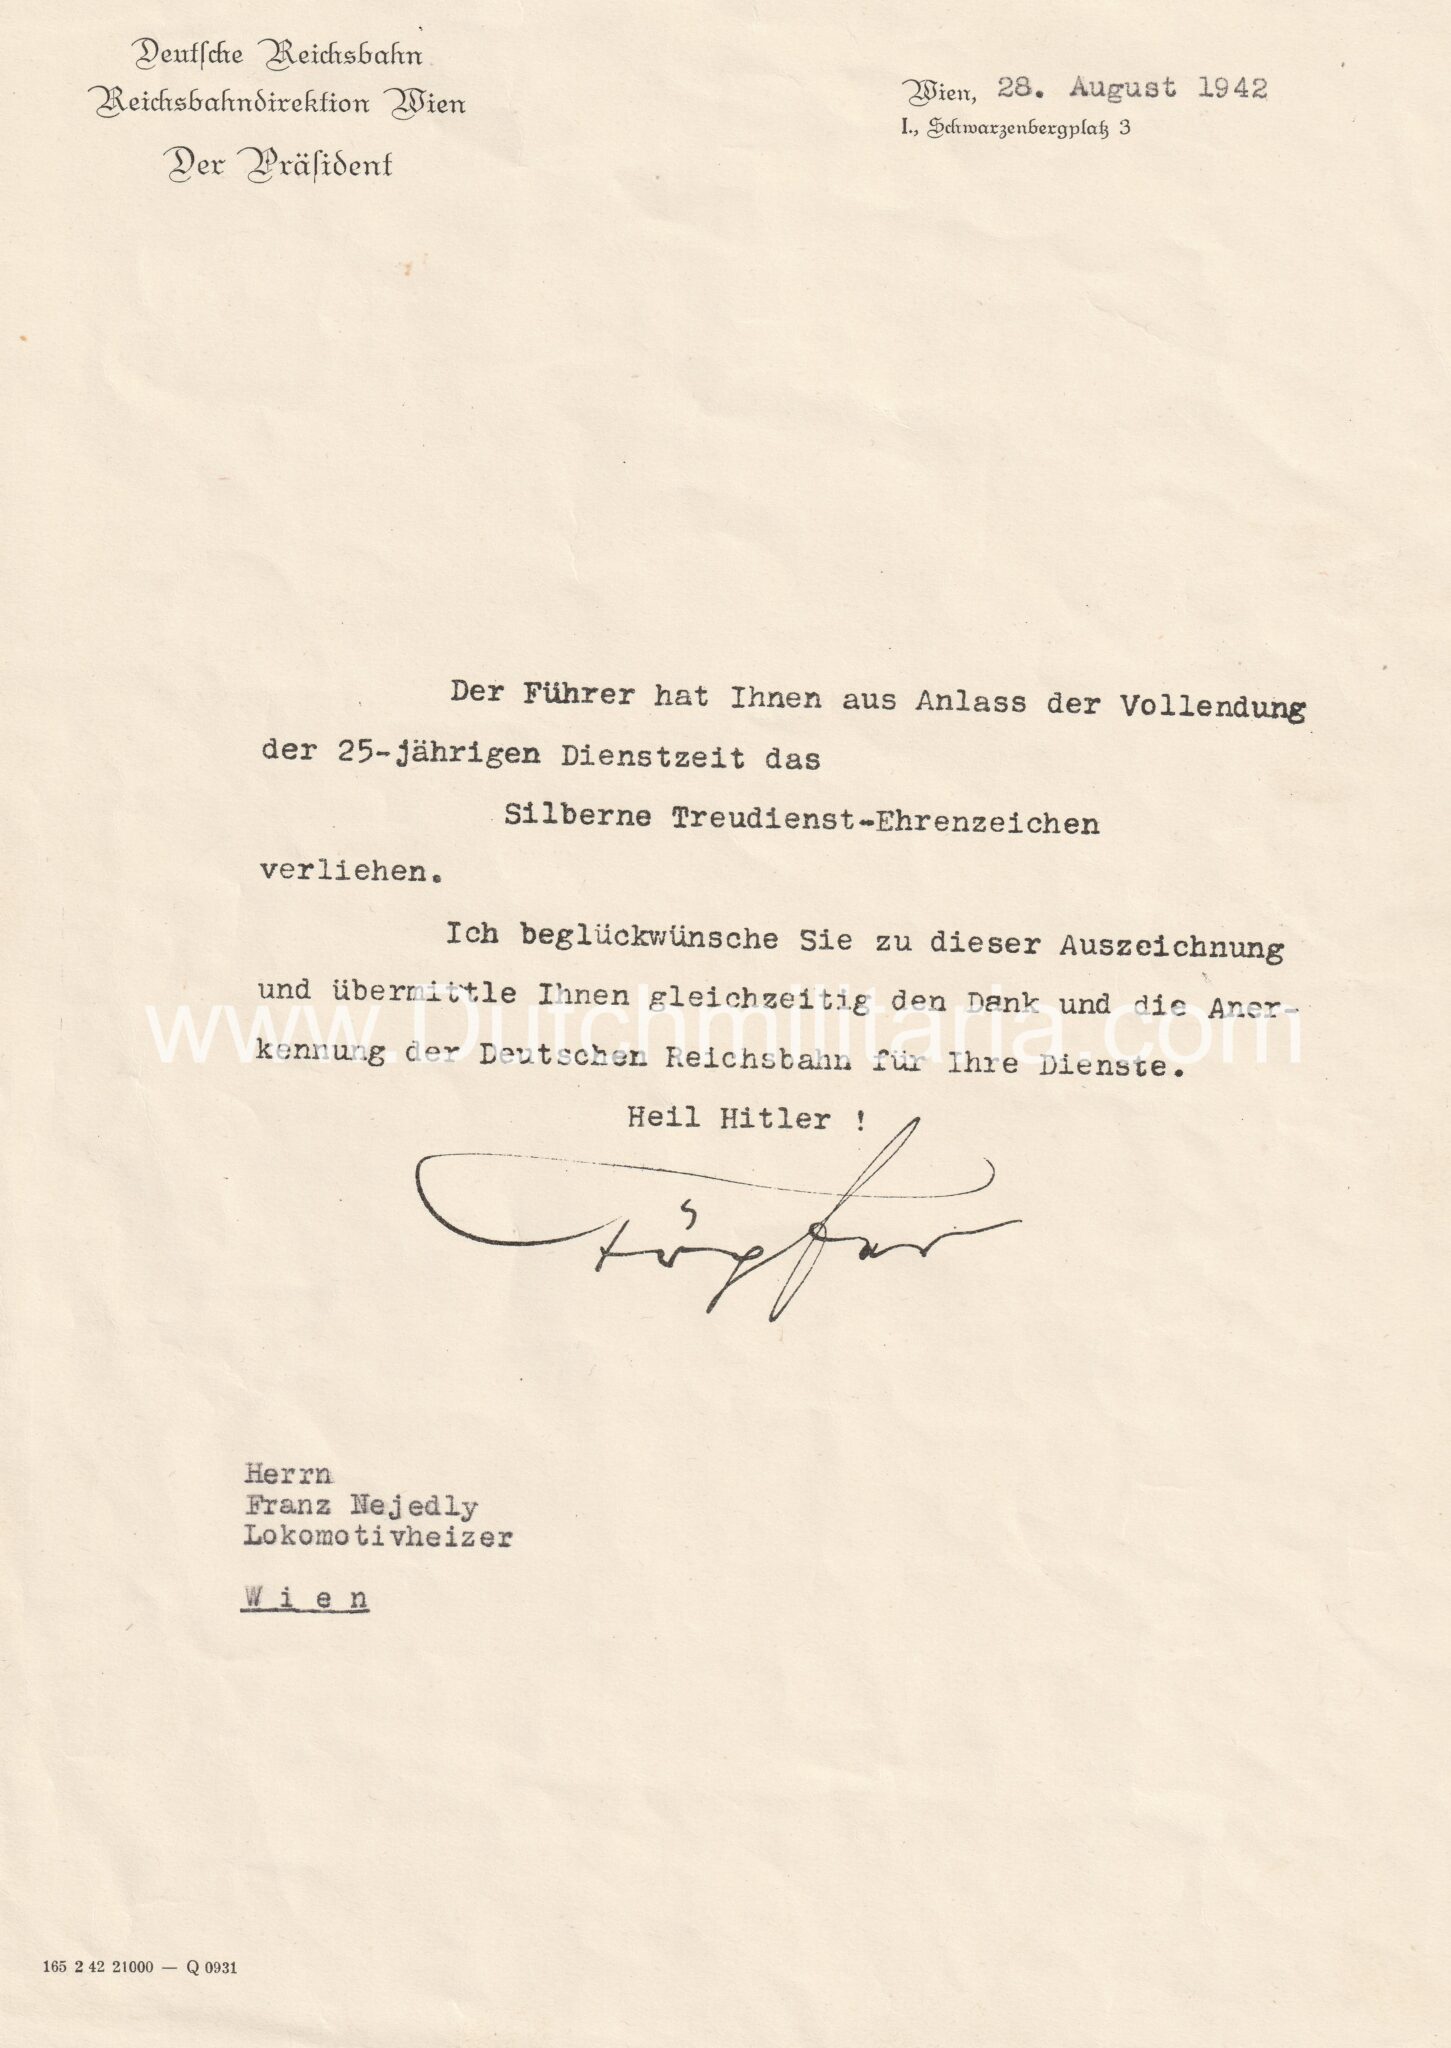 Deutsche Reichsbahn
Reichsbahndirektion Wien
Der Präsident
Wien, 28. August 1942
I., Schwarzenbergplatz 3
Der Führer hat Ihnen aus Anlass der Vollendung
der 25-jährigen Dienstzeit das
Silberne Treudienst-Ehrenzeichen
verliehen.
Ich beglückwünsche Sie zu dieser Auszeichnung
und übermittle Ihnen gleichzeitig den Dank und die Aner-
www.Dutchmilitaria.com
kennung der Deutschen Reichsbahn für Ihre Dienste.
Heil Hitler !
Töpfer
Herrn
Franz Nejedly
Lokomotivheizer
W i e n
165 2 42 21000 — Q 0931